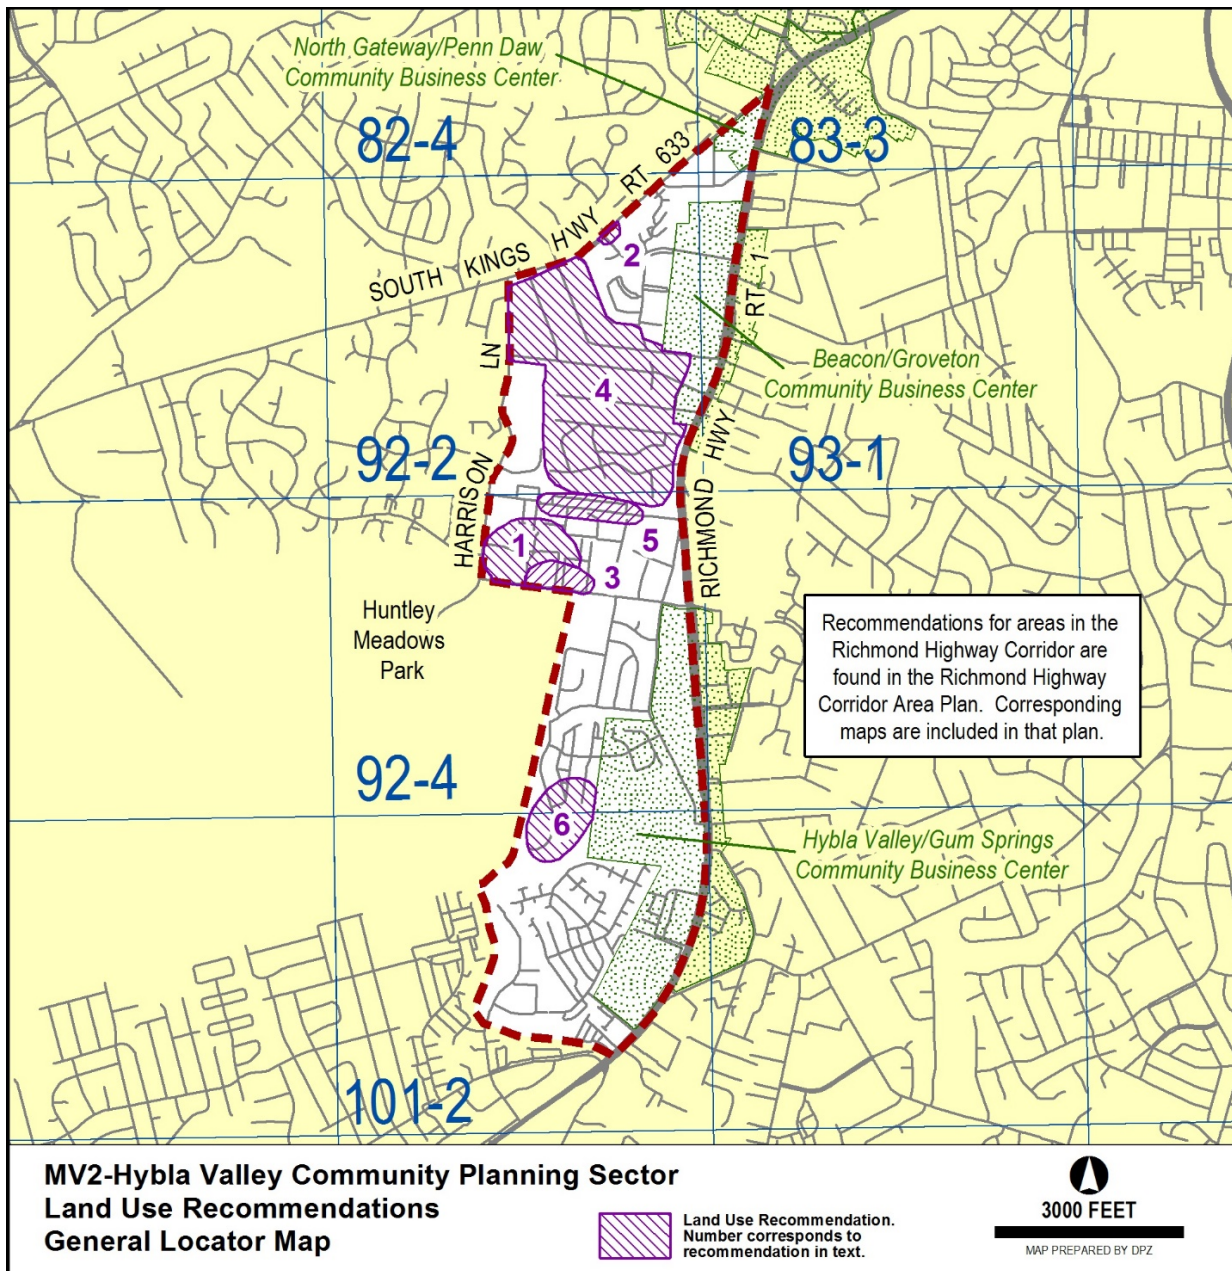 North Gateway/Penn Daw
Community Business Center
82-4
83-3
RT 633
SOUTH KINGS HWY
2
RT 1
LN
4
Beacon/Groveton
Community Business Center
92-2
93-1
HARRISON
RICHMOND HWY
1
5
3
Huntley
Meadows
Park
Recommendations for areas in the
Richmond Highway Corridor are
found in the Richmond Highway
Corridor Area Plan. Corresponding
maps are included in that plan.
92-4
6
Hybla Valley/Gum Springs
Community Business Center
101-2
MV2-Hybla Valley Community Planning Sector
Land Use Recommendations
General Locator Map
Land Use Recommendation.
Number corresponds to
recommendation in text.
3000 FEET
MAP PREPARED BY DPZ